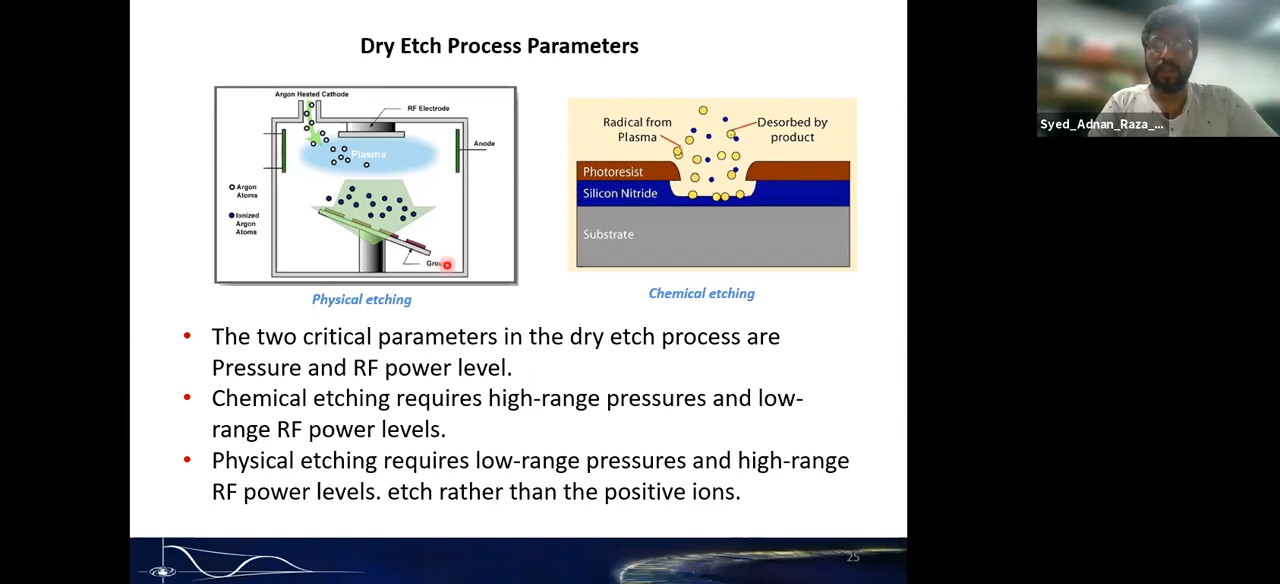 Dry Etch Process Parameters
Argon Heated Cathode
RF Electrode
Plasma
Anode
Argon
Atoms
Ionized
Argon
Atoms
Physical etching
Radical from
Plasma
Desorbed by
product
Photoresist
Silicon Nitride
Substrate
Chemical etching
• The two critical parameters in the dry etch process are
Pressure and RF power level.
• Chemical etching requires high-range pressures and low-
range RF power levels.
• Physical etching requires low-range pressures and high-range
RF power levels. etch rather than the positive ions.
25
Syed_Adnan_Raza_...